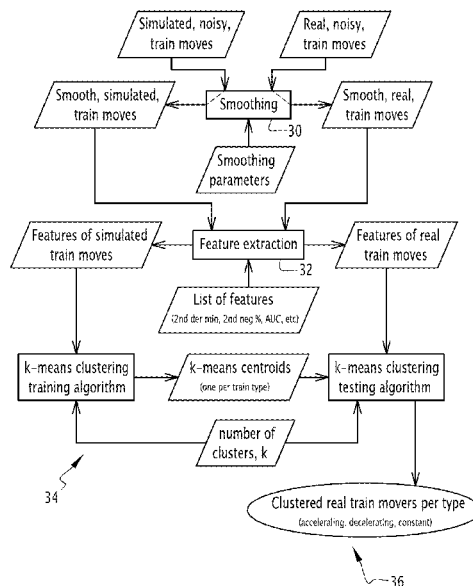 Simulated, noisy,
train moves
Real, noisy,
train moves
Smooth, simulated,
train moves
Smoothing
Smooth, real,
train moves
30
Smoothing
parameters
Features of simulated
train moves
Feature extraction
Features of real
train moves
32
List of features
(2nd der min, 2nd neg %, AUC, etc)
k-means clustering
training algorithm
k-means centroids
(one per train type)
k-means clustering
testing algorithm
number of
clusters, k
34
Clustered real train movers per type
(accelerating, decelerating, constant)
36